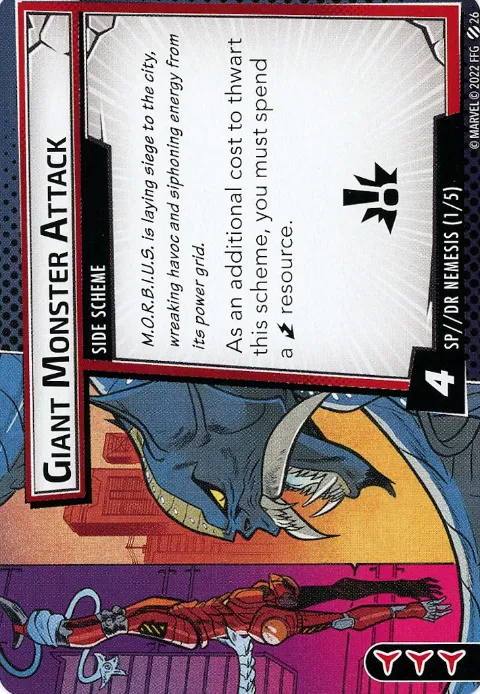 GIANT MONSTER ATTACK
SIDE SCHEME
M.O.R.B.I.U.S. is laying siege to the city,
wreaking havoc and siphoning energy from
its power grid.
As an additional cost to thwart
this scheme, you must spend
a resource.
4
SP//DR NEMESIS (1/5)
© MARVEL © 2022 FFG 26